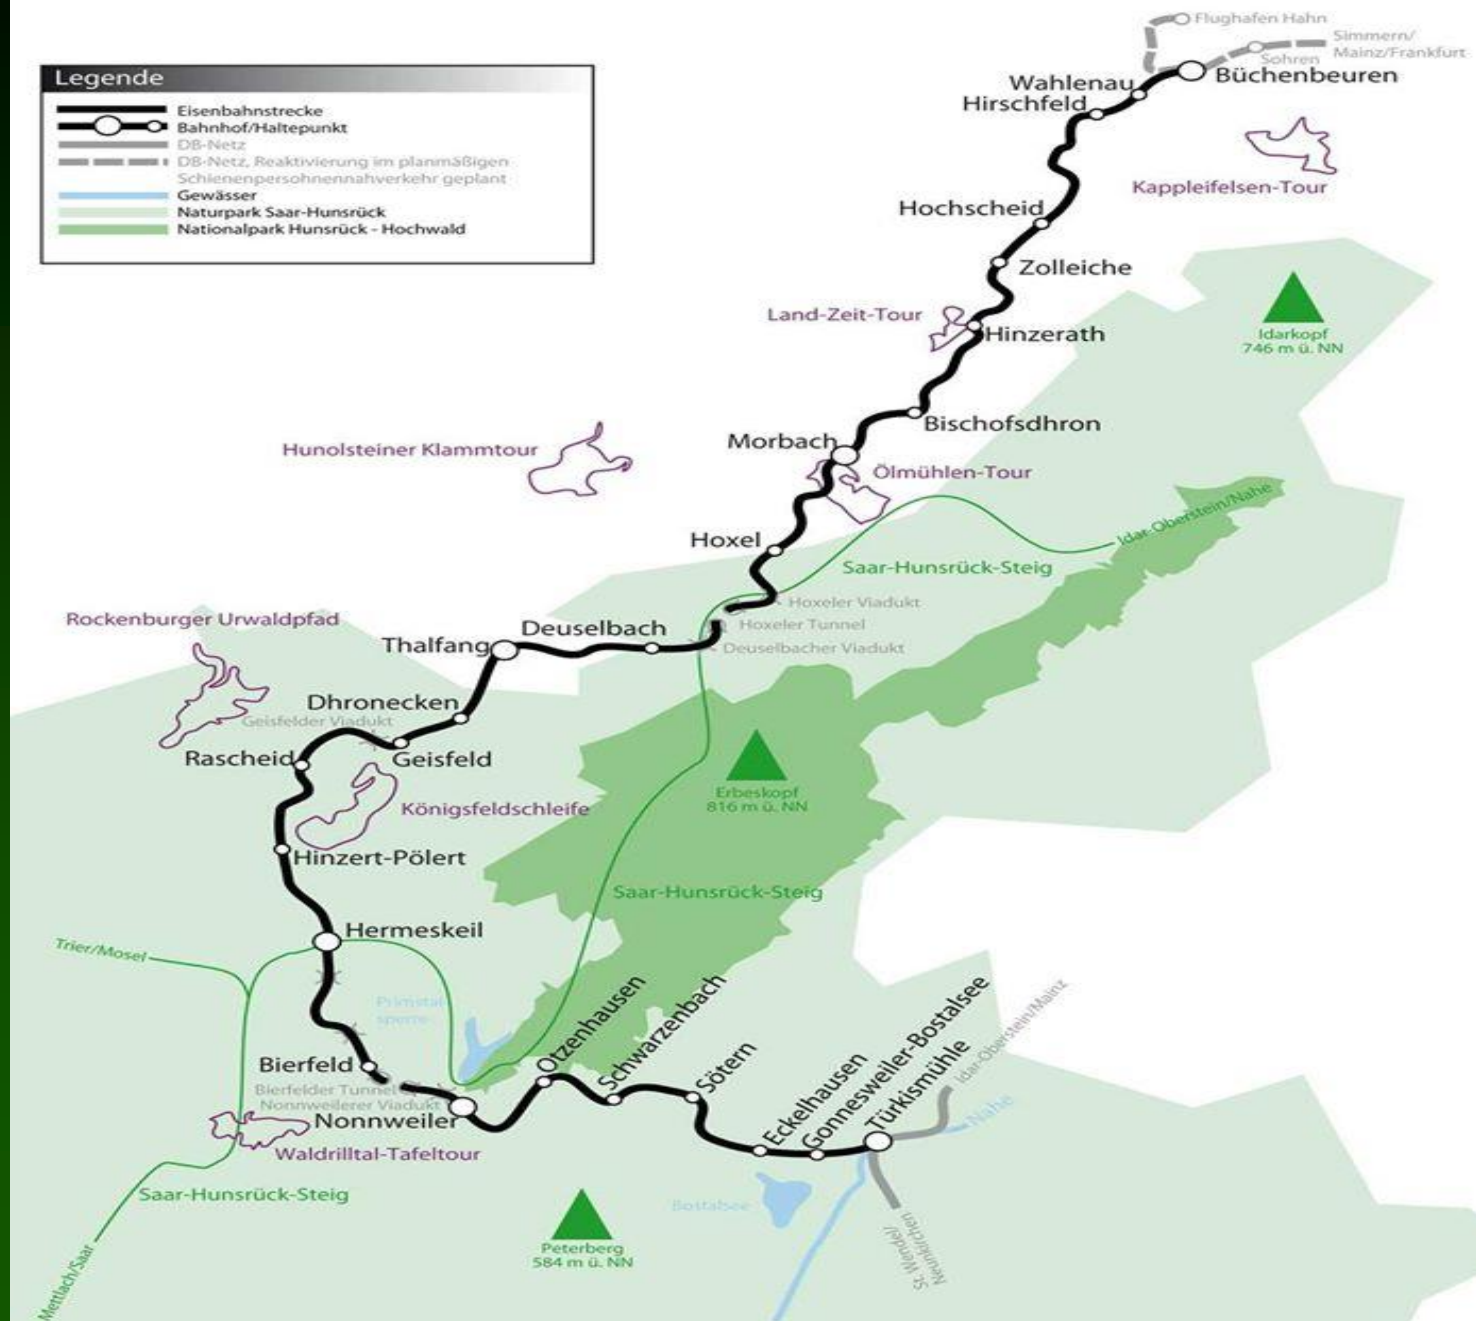 Flughafen Hahn
Simmern/
Mainz/Frankfurt
Sohren
Büchenbeuren
Legende
Eisenbahnstrecke
Bahnhof/Haltepunkt
DB-Netz
DB-Netz, Reaktivierung im planmäßigen
Schienenpersohnennahverkehr geplant
Gewässer
Naturpark Saar-Hunsrück
Nationalpark Hunsrück - Hochwald
Wahlenau
Hirschfeld
Kappleifelsen-Tour
Hochscheid
Zolleiche
Land-Zeit-Tour
Hinzerath
Idarkopf
746 m ü. NN
Bischofsdhron
Morbach
Hunolsteiner Klammtour
Ölmühlen-Tour
Idar-Oberstein/Nahe
Hoxel
Saar-Hunsrück-Steig
Hoxeler Viadukt
Hoxeler Tunnel
Deuselbacher Viadukt
Rockenburger Urwaldpfad
Deuselbach
Thalfang
Dhronecken
Geisfelder Viadukt
Rascheid
Geisfeld
Königsfeldschleife
Erbeskopf
816 m ü. NN
Hinzert-Pölert
Saar-Hunsrück-Steig
Hermeskeil
Trier/Mosel
Primstal
sperre
Otzenhausen
Schwarzenbach
Sötern
Eckelhausen
Gonnesweiler-Bostalsee
Türkismühle
Idar-Oberstein/Mainz
Nahe
Bierfeld
Bierfelder Tunnel
Nonnweilerer Viadukt
Nonnweiler
Waldrilltal-Tafeltour
Saar-Hunsrück-Steig
Bostalsee
Peterberg
584 m ü. NN
St. Wendel/
Neunkirchen
Mettlach/Saar